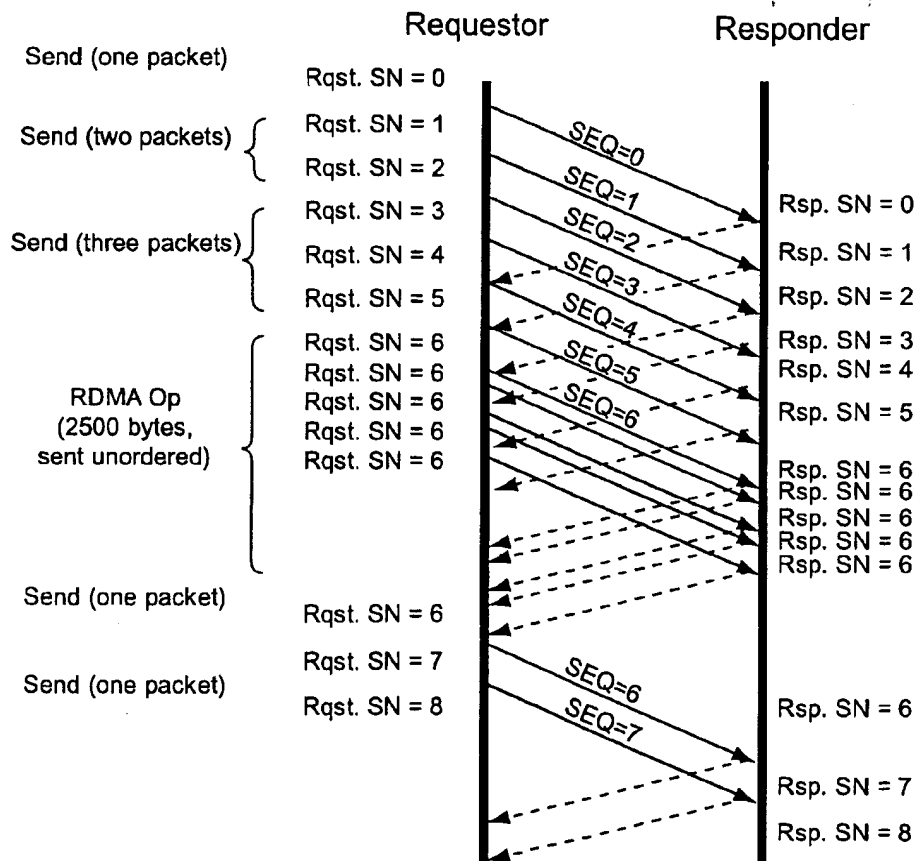 Requestor
Responder
Send (one packet)
Rqst. SN = 0
Send (two packets)
Rqst. SN = 1
Rqst. SN = 2
Send (three packets)
Rqst. SN = 3
Rqst. SN = 4
Rqst. SN = 5
RDMA Op
(2500 bytes,
sent unordered)
Rqst. SN = 6
Rqst. SN = 6
Rqst. SN = 6
Rqst. SN = 6
Rqst. SN = 6
Send (one packet)
Rqst. SN = 6
Rqst. SN = 7
Send (one packet)
Rqst. SN = 8
SEQ=0
SEQ=1
SEQ=2
SEQ=3
SEQ=4
SEQ=5
SEQ=6
SEQ=6
SEQ=7
Rsp. SN = 0
Rsp. SN = 1
Rsp. SN = 2
Rsp. SN = 3
Rsp. SN = 4
Rsp. SN = 5
Rsp. SN = 6
Rsp. SN = 6
Rsp. SN = 6
Rsp. SN = 6
Rsp. SN = 6
Rsp. SN = 6
Rsp. SN = 7
Rsp. SN = 8